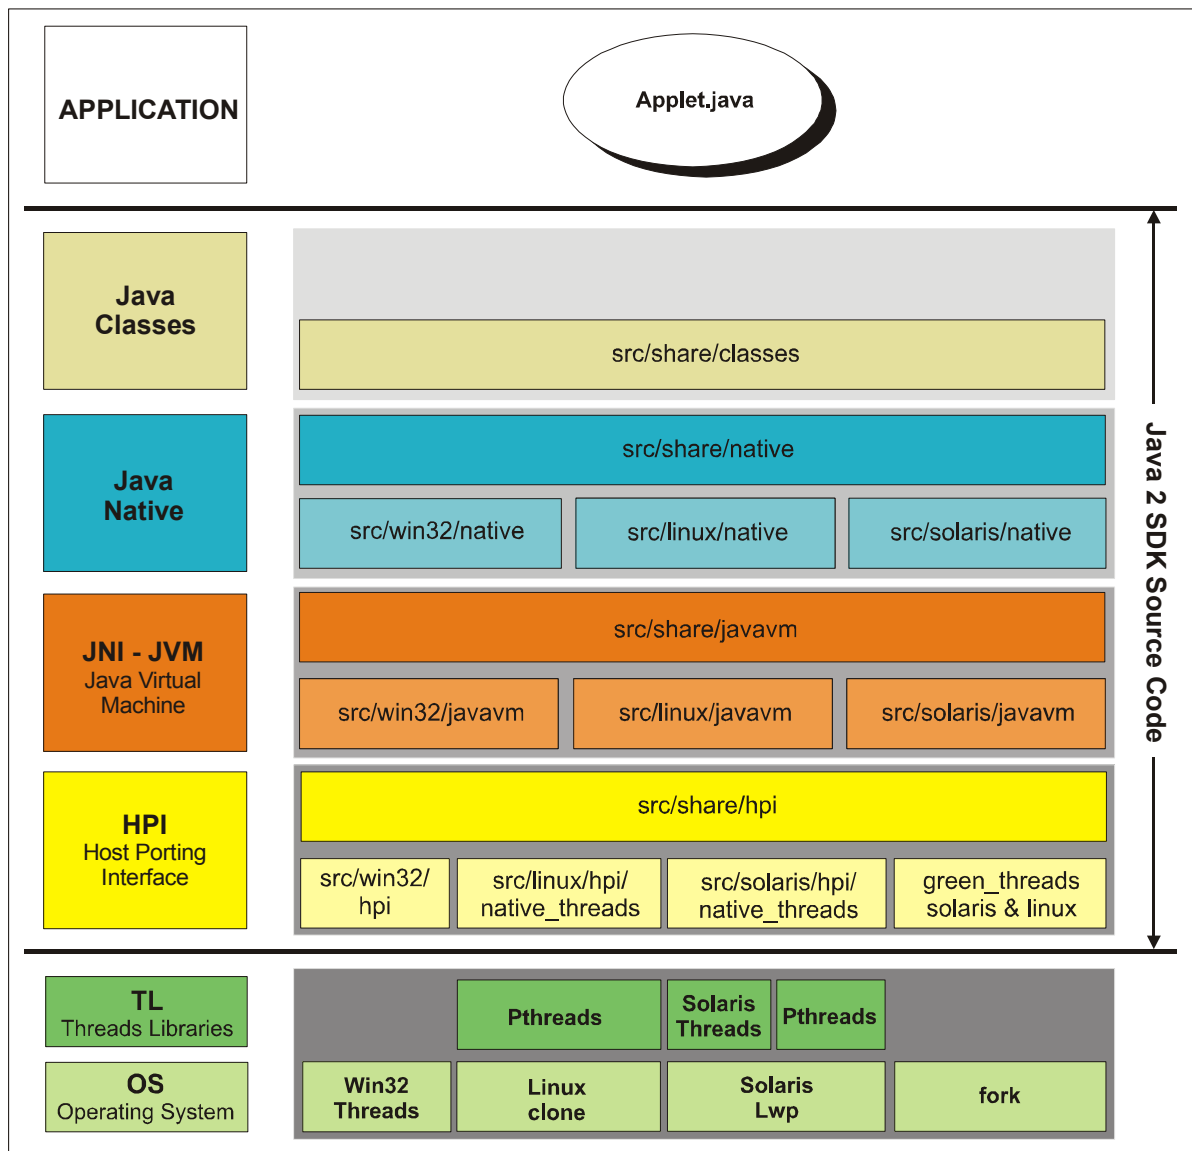 APPLICATION
Applet.java
Java
Classes
src/share/classes
Java
Native
src/share/native
src/win32/native
src/linux/native
src/solaris/native
JNI - JVM
Java Virtual
Machine
src/share/javavm
src/win32/javavm
src/linux/javavm
src/solaris/javavm
HPI
Host Porting
Interface
src/share/hpi
src/win32/
hpi
src/linux/hpi/
native_threads
src/solaris/hpi/
native_threads
green_threads
solaris & linux
Java 2 SDK Source Code
TL
Threads Libraries
Pthreads
Solaris
Threads
Pthreads
OS
Operating System
Win32
Threads
Linux
clone
Solaris
Lwp
fork